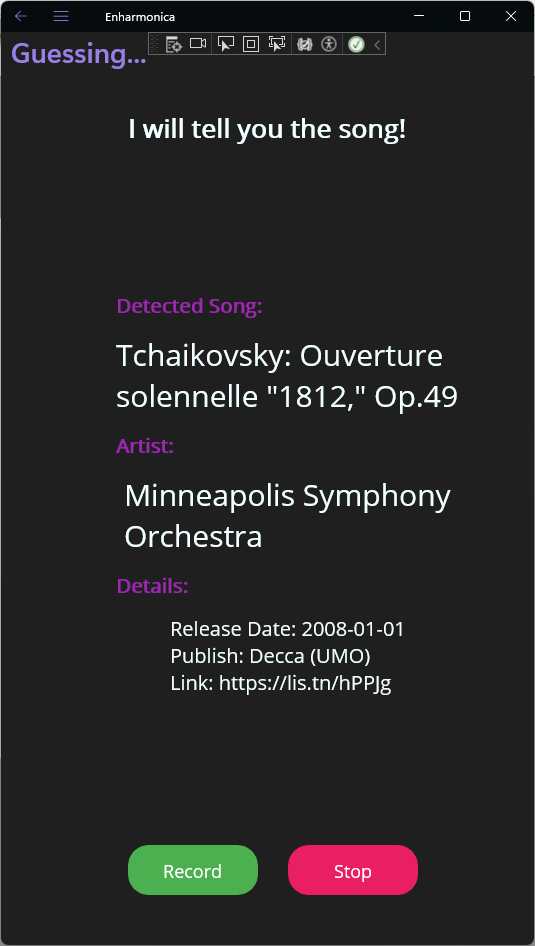 Enharmonica
Guessing...
I will tell you the song!
Detected Song:
Tchaikovsky: Ouverture
solennelle "1812," Op.49
Artist:
Minneapolis Symphony
Orchestra
Details:
Release Date: 2008-01-01
Publish: Decca (UMO)
Link: https://lis.tn/hPPJg
Record
Stop